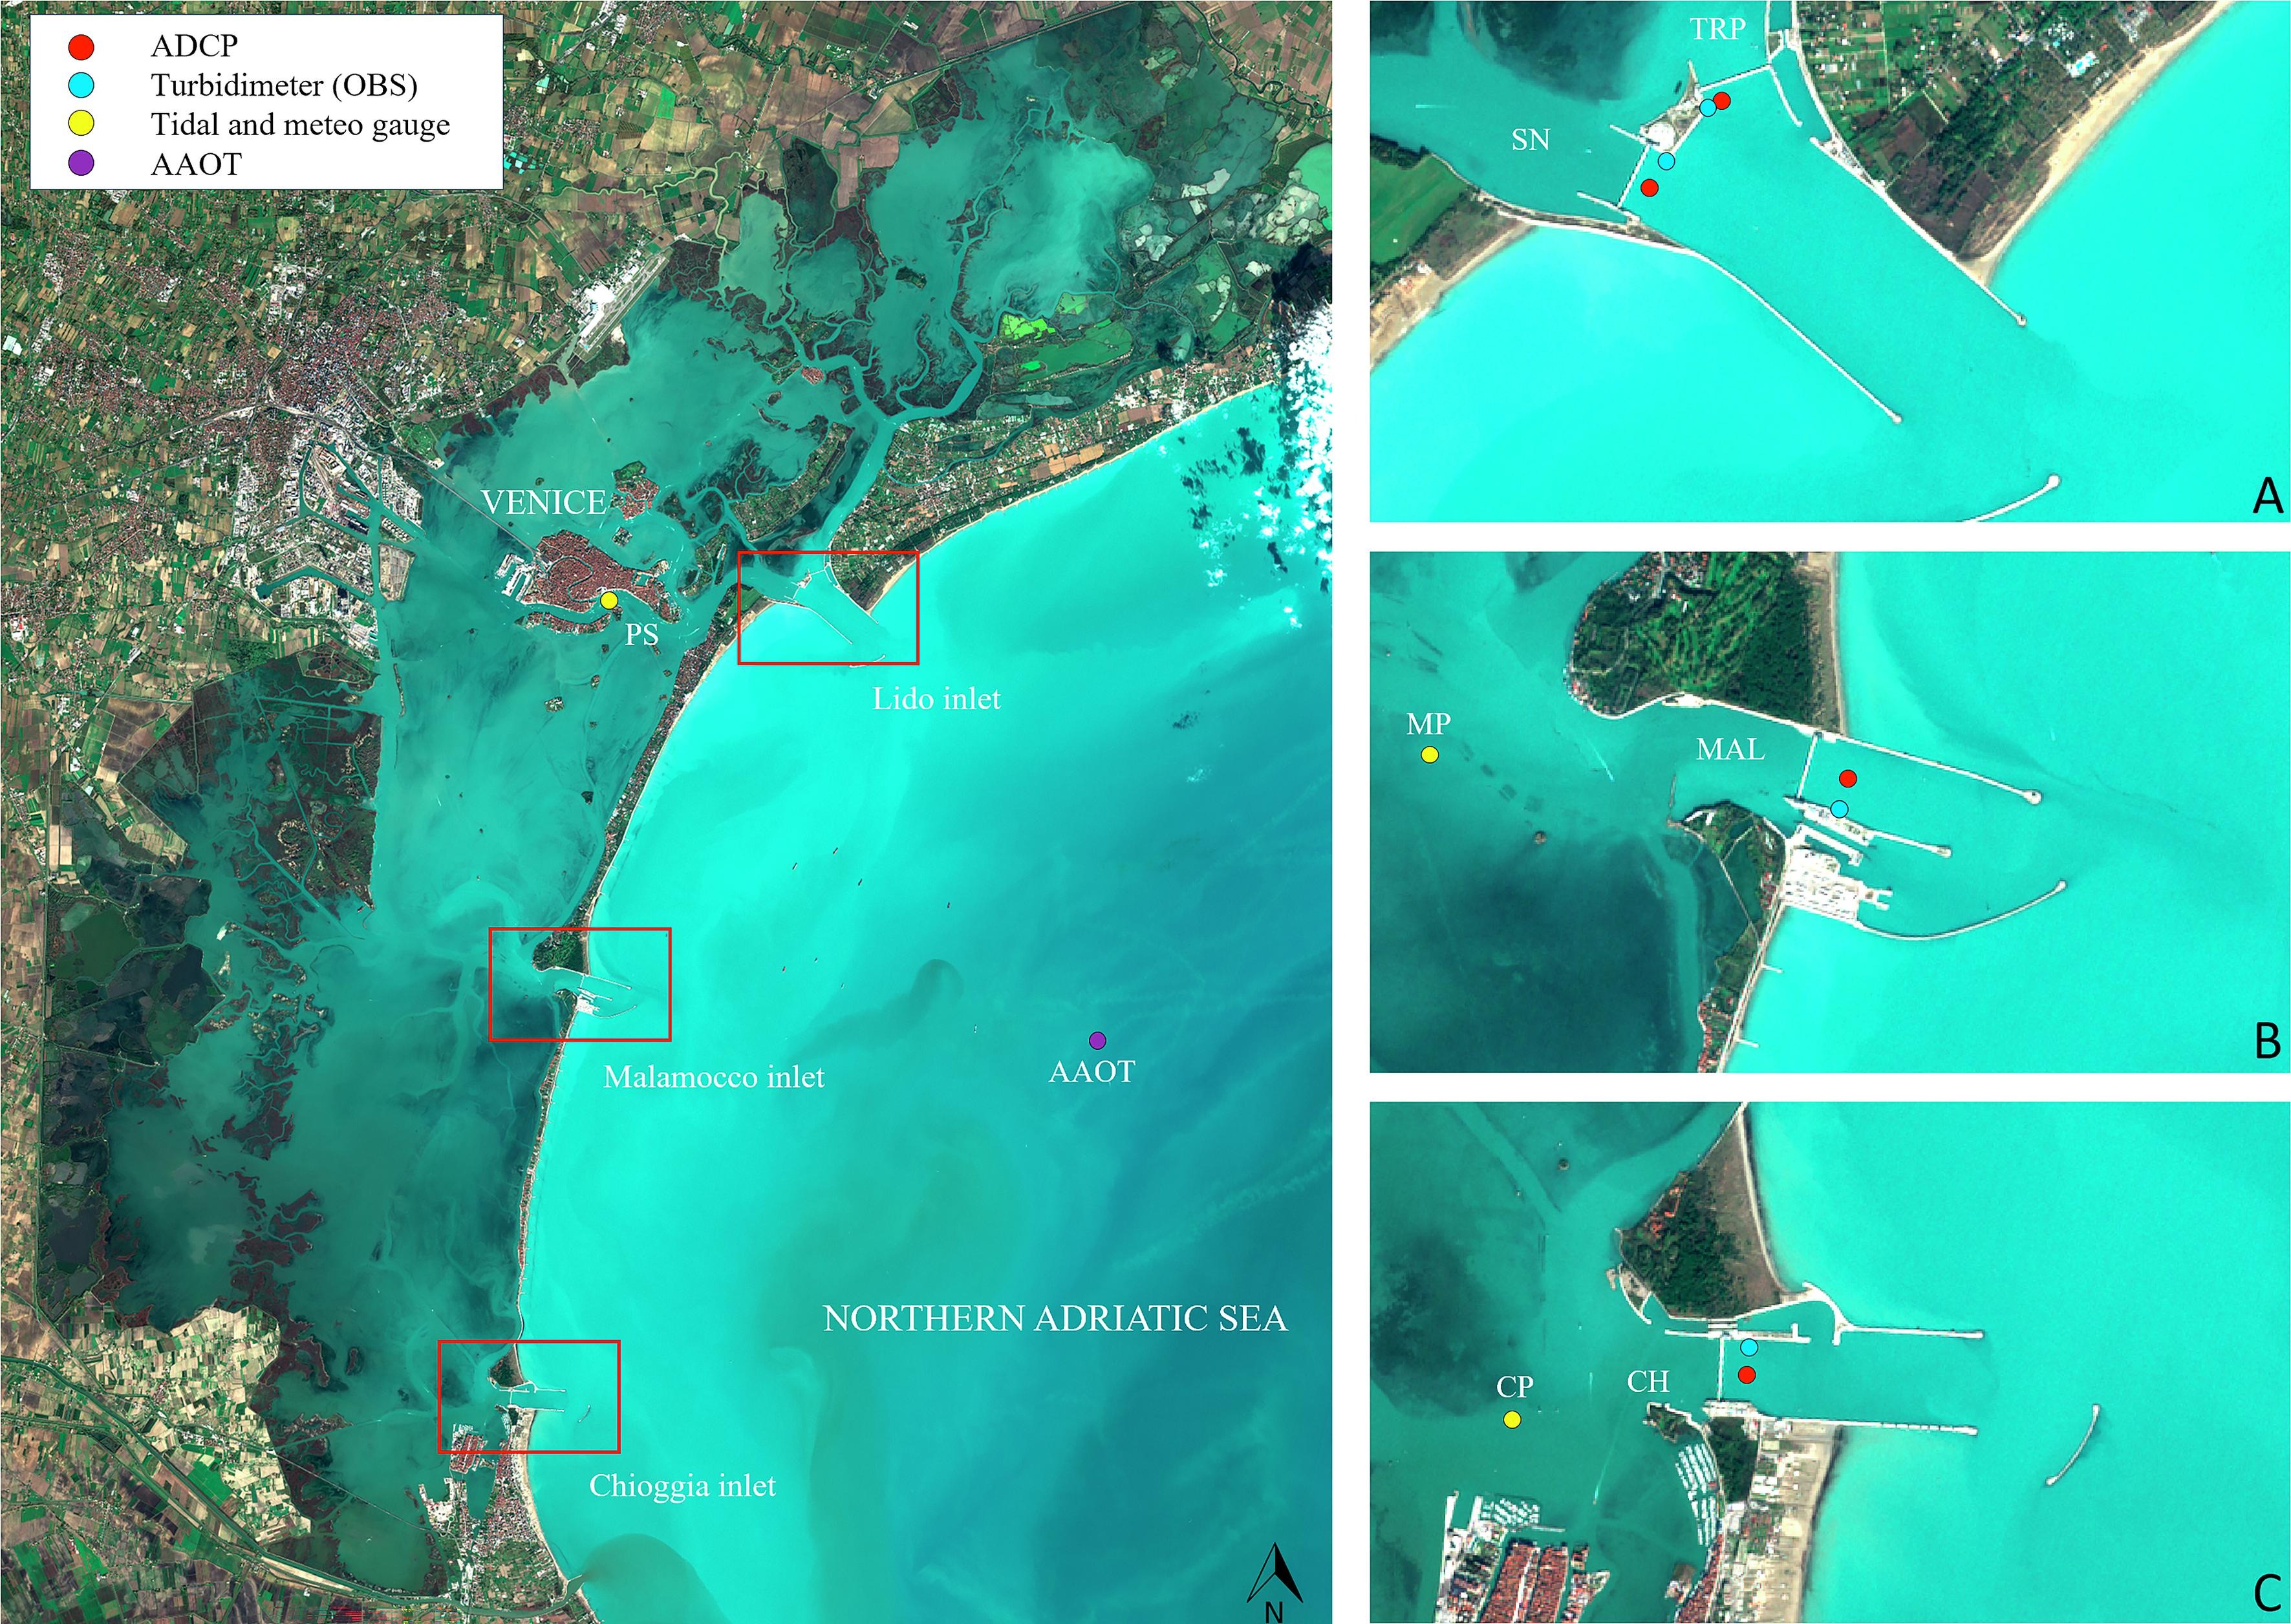 ADCP
Turbidimeter (OBS)
Tidal and meteo gauge
AAOT
VENICE
PS
Lido inlet
Malamocco inlet
AAOT
NORTHERN ADRIATIC SEA
Chioggia inlet
N
TRP
SN
A
MP
MAL
B
CP
CH
C